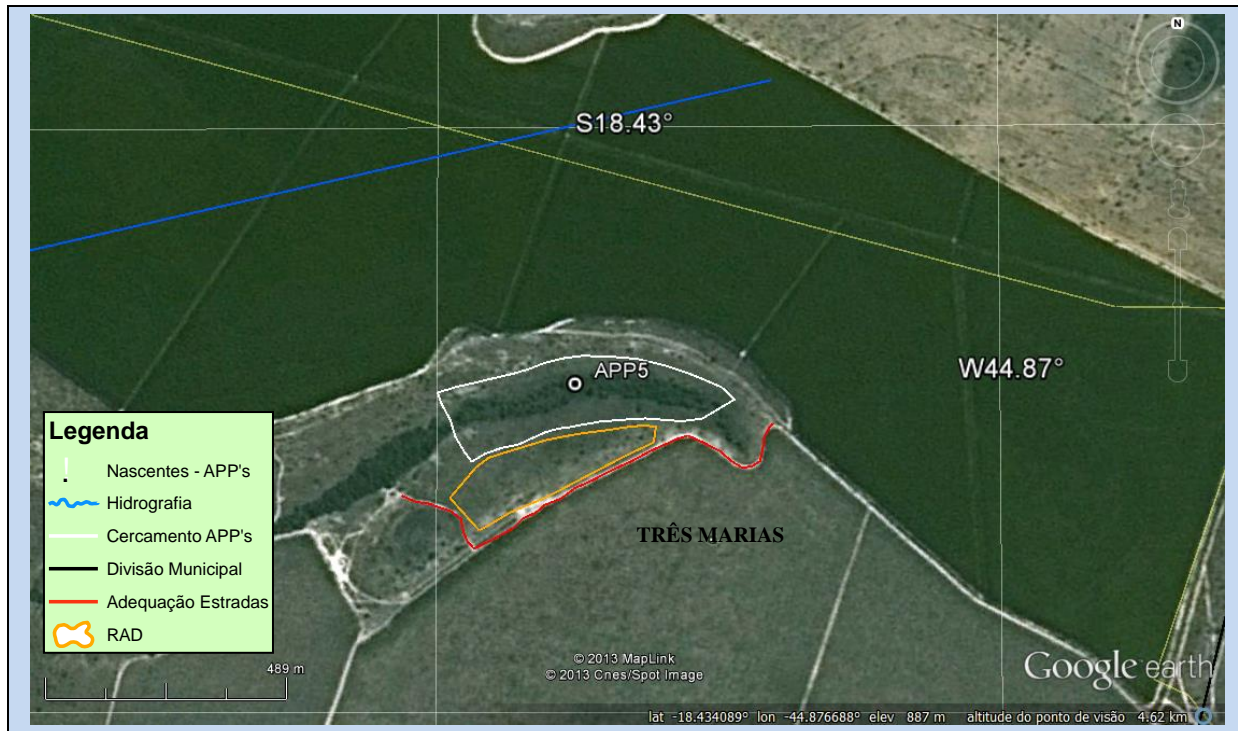 N
S18.43°
APP5
W44.87°
Legenda
! Nascentes - APP's
Hidrografia
Cercamento APP's
Divisão Municipal
Adequação Estradas
RAD
TRÊS MARIAS
489 m
© 2013 MapLink
© 2013 Cnes/Spot Image
Google earth
lat -18.434089° lon -44.876688° elev 887 m altitude do ponto de visão 4.62 km